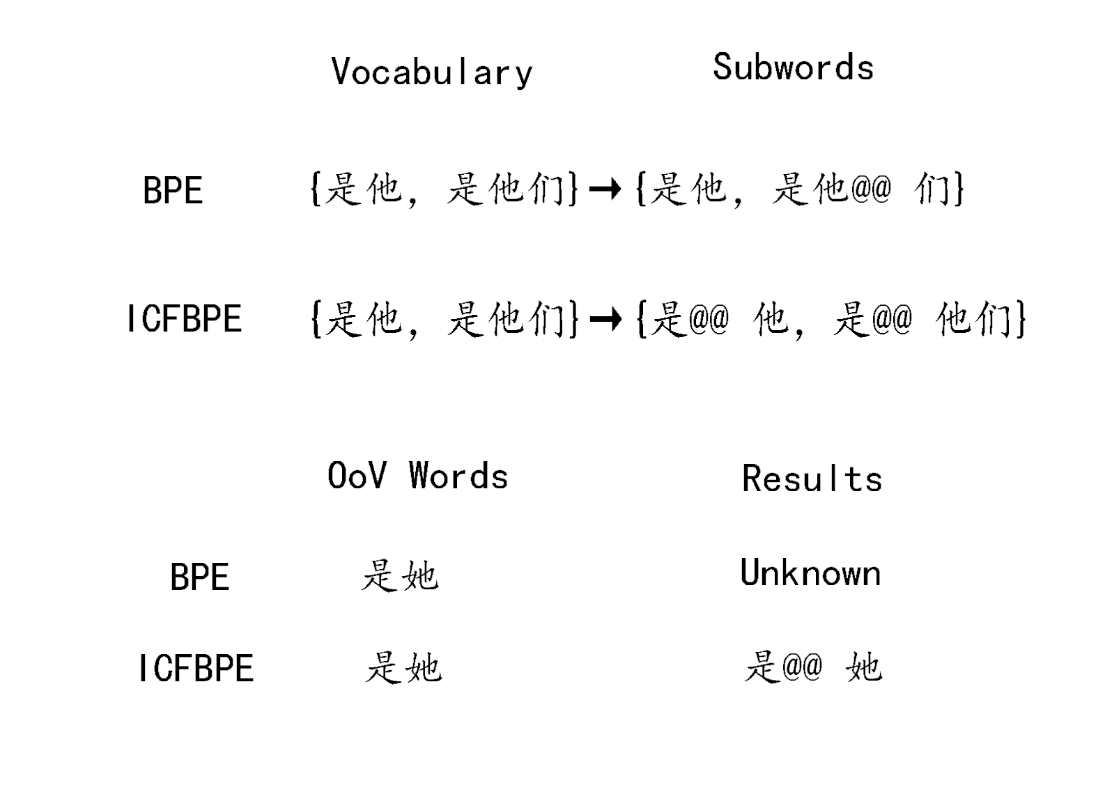 Vocabulary Subwords
BPE {是他, 是他们}→{是他, 是他@@ 们}
ICFBPE {是他, 是他们}→{是@@ 他, 是@@ 他们}
OoV Words Results
BPE 是她 Unknown
ICFBPE 是她 是@@ 她